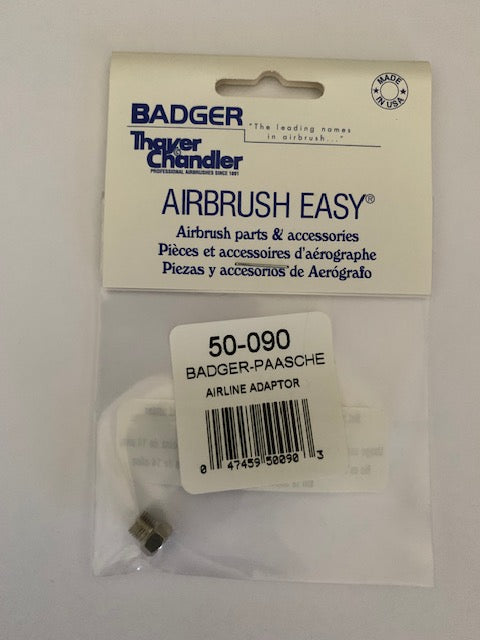 MADE
IN USA
BADGER
"The leading names
in airbrush..."
Thayer
&
Chandler
PROFESSIONAL AIRBRUSHES SINCE 1891
AIRBRUSH EASY®
Airbrush parts & accessories
Pièces et accessoires d'aérographe
Piezas y accesorios de Aerógrafo
50-090
BADGER-PAASCHE
AIRLINE ADAPTOR
0 47459 50090 3